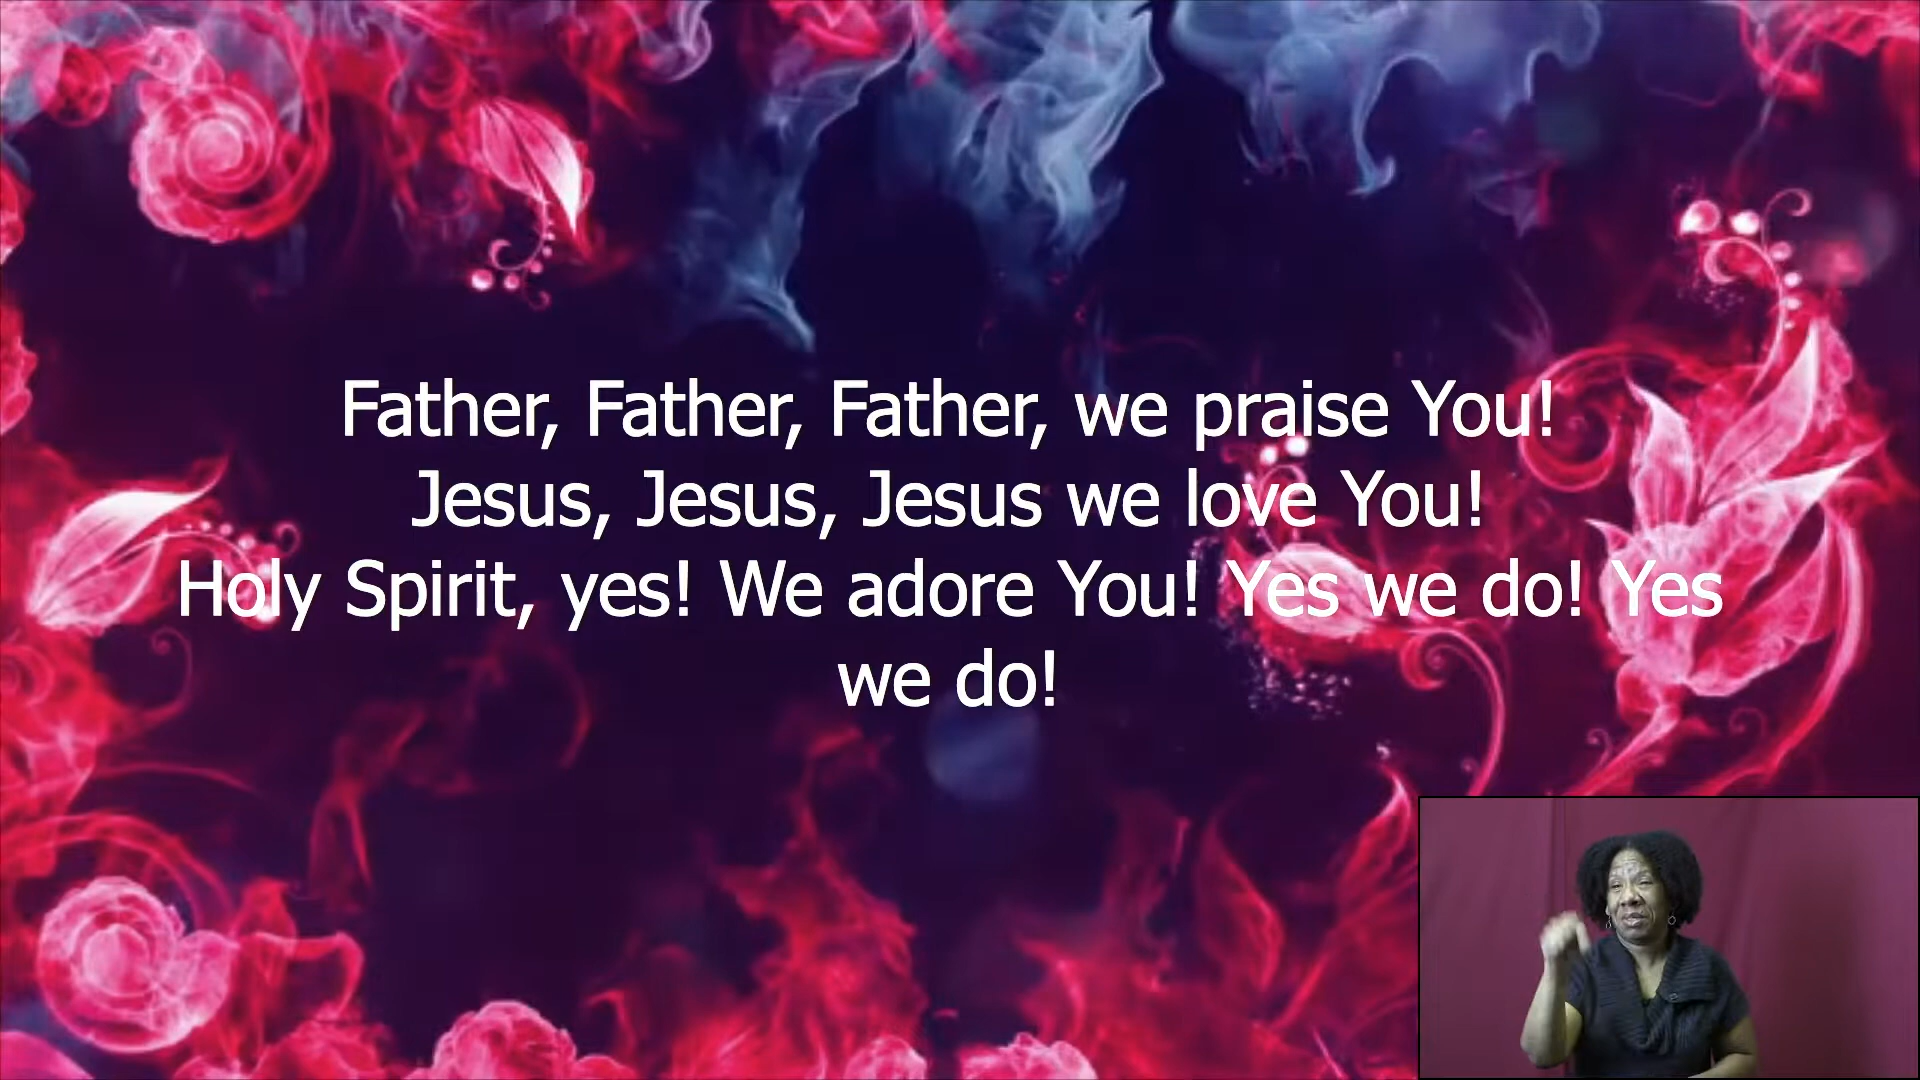 Father, Father, Father, we praise You!
Jesus, Jesus, Jesus we love You!
Holy Spirit, yes! We adore You! Yes we do! Yes
we do!